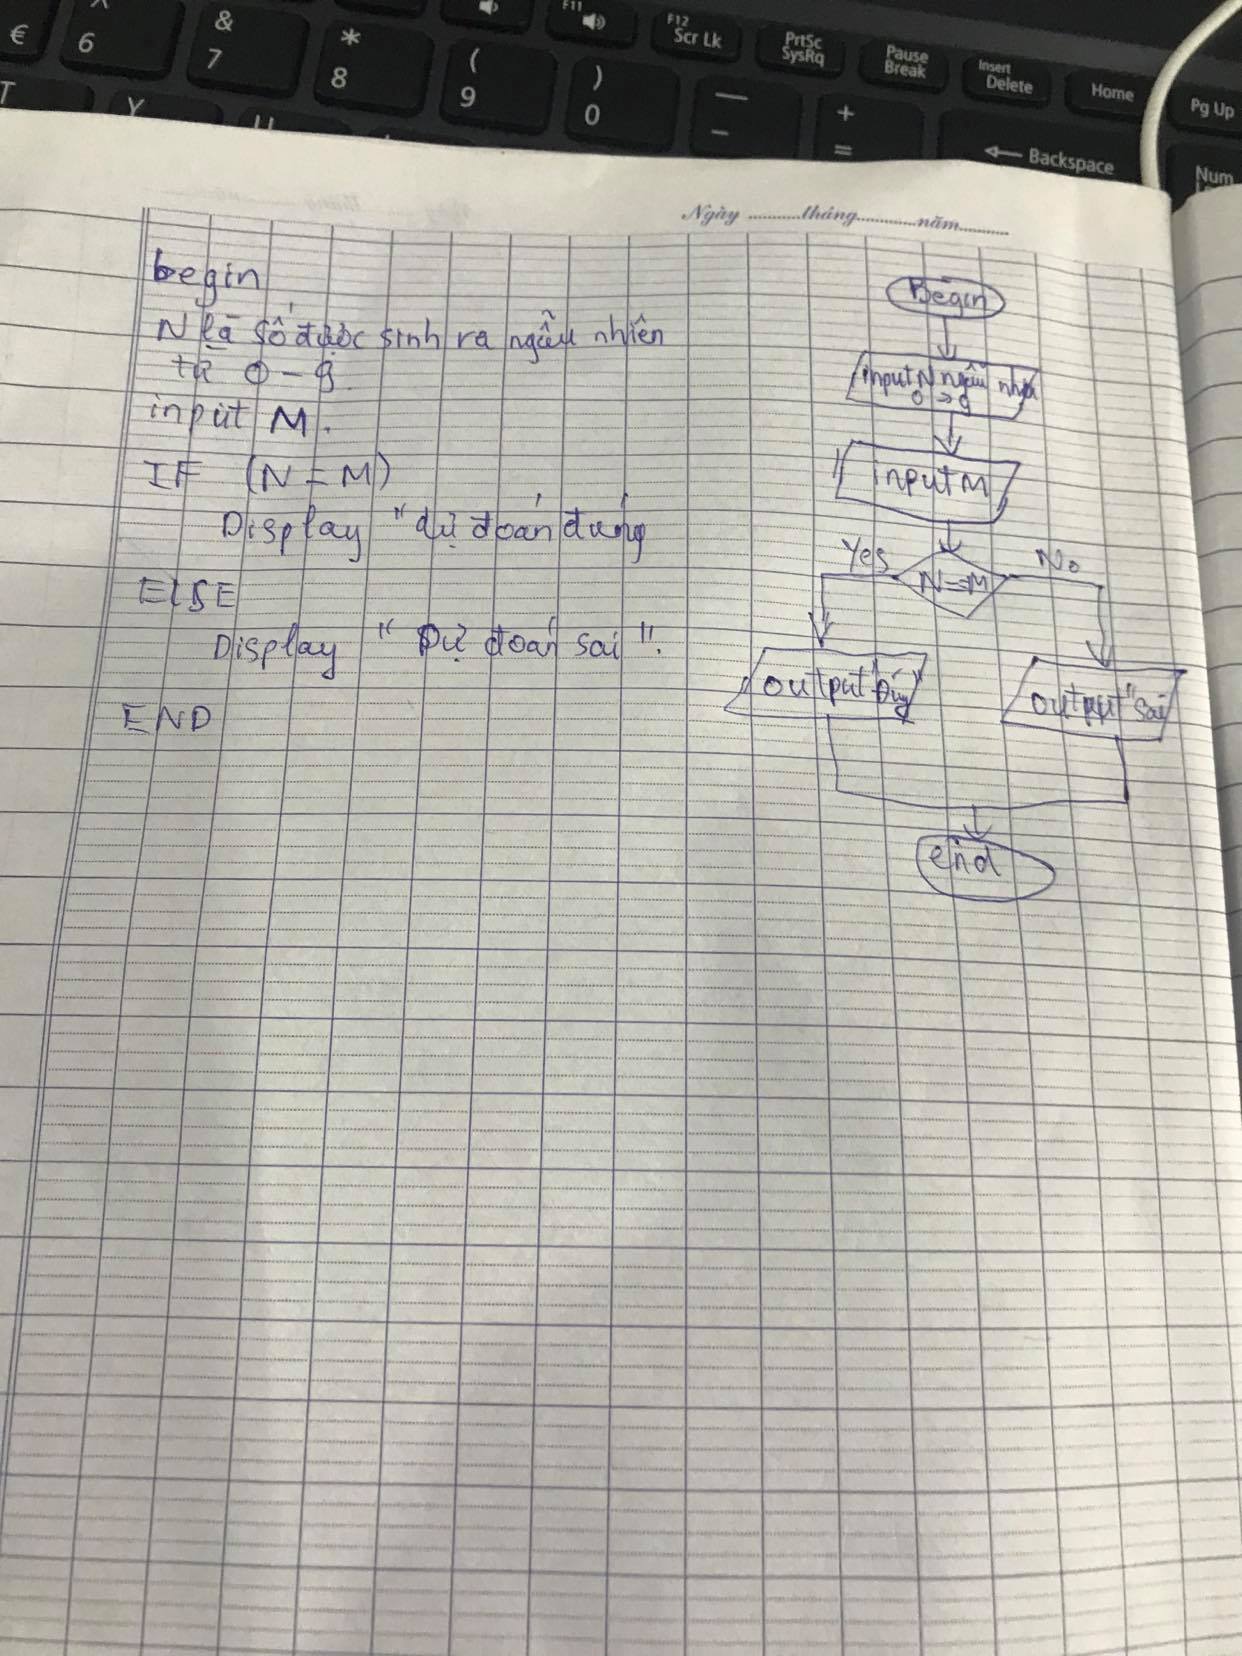 €
6
&
7
*
8
(
9
)
0
F11
F12
Scr Lk
PrtSc
SysRq
Pause
Break
Insert
Delete
Home
Pg Up
+
=
Backspace
Num
T
Y
U
Ngày ..........tháng..........năm..........
begin
N là số được sinh ra ngẫu nhiên
từ 0 - 9
input M.
IF (N = M)
Display "dự đoán đúng
ELSE
Display "Dự đoán sai".
END
Begin
input N ngẫu nhiên
0 → 9
input M
Yes
N==M
No
output "Đúng"
output "sai
end